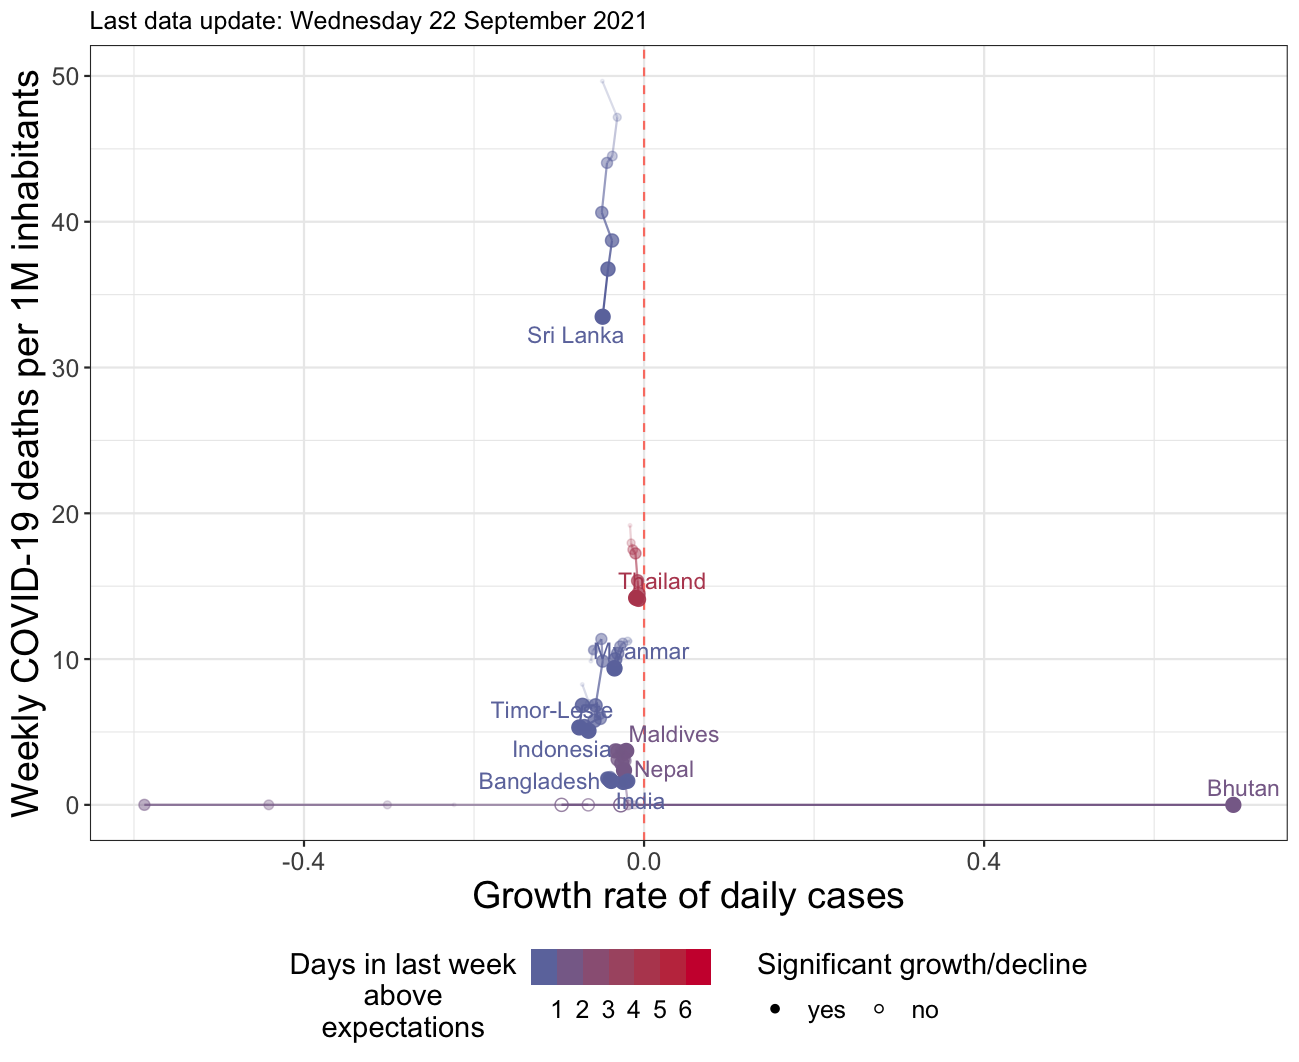 Last data update: Wednesday 22 September 2021
Weekly COVID-19 deaths per 1M inhabitants
50
40
30
20
10
0
Sri Lanka
Thailand
Myanmar
Timor-Leste
Maldives
Indonesia
Nepal
Bangladesh
India
Bhutan
-0.4
0.0
0.4
Growth rate of daily cases
Days in last week
above
expectations
1 2 3 4 5 6
Significant growth/decline
yes no